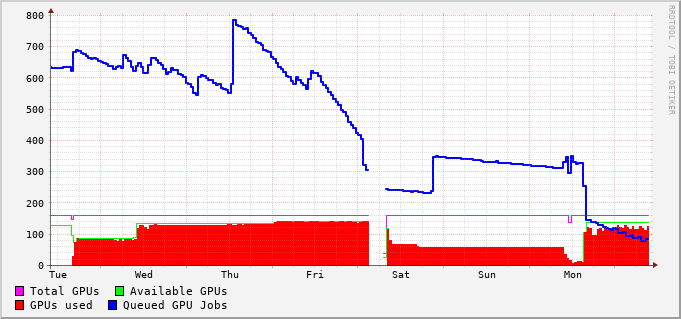 800
700
600
500
400
300
200
100
0
Tue Wed Thu Fri Sat Sun Mon
Total GPUs Available GPUs
GPUs used Queued GPU Jobs
RRDTOOL / TOBI OETIKER